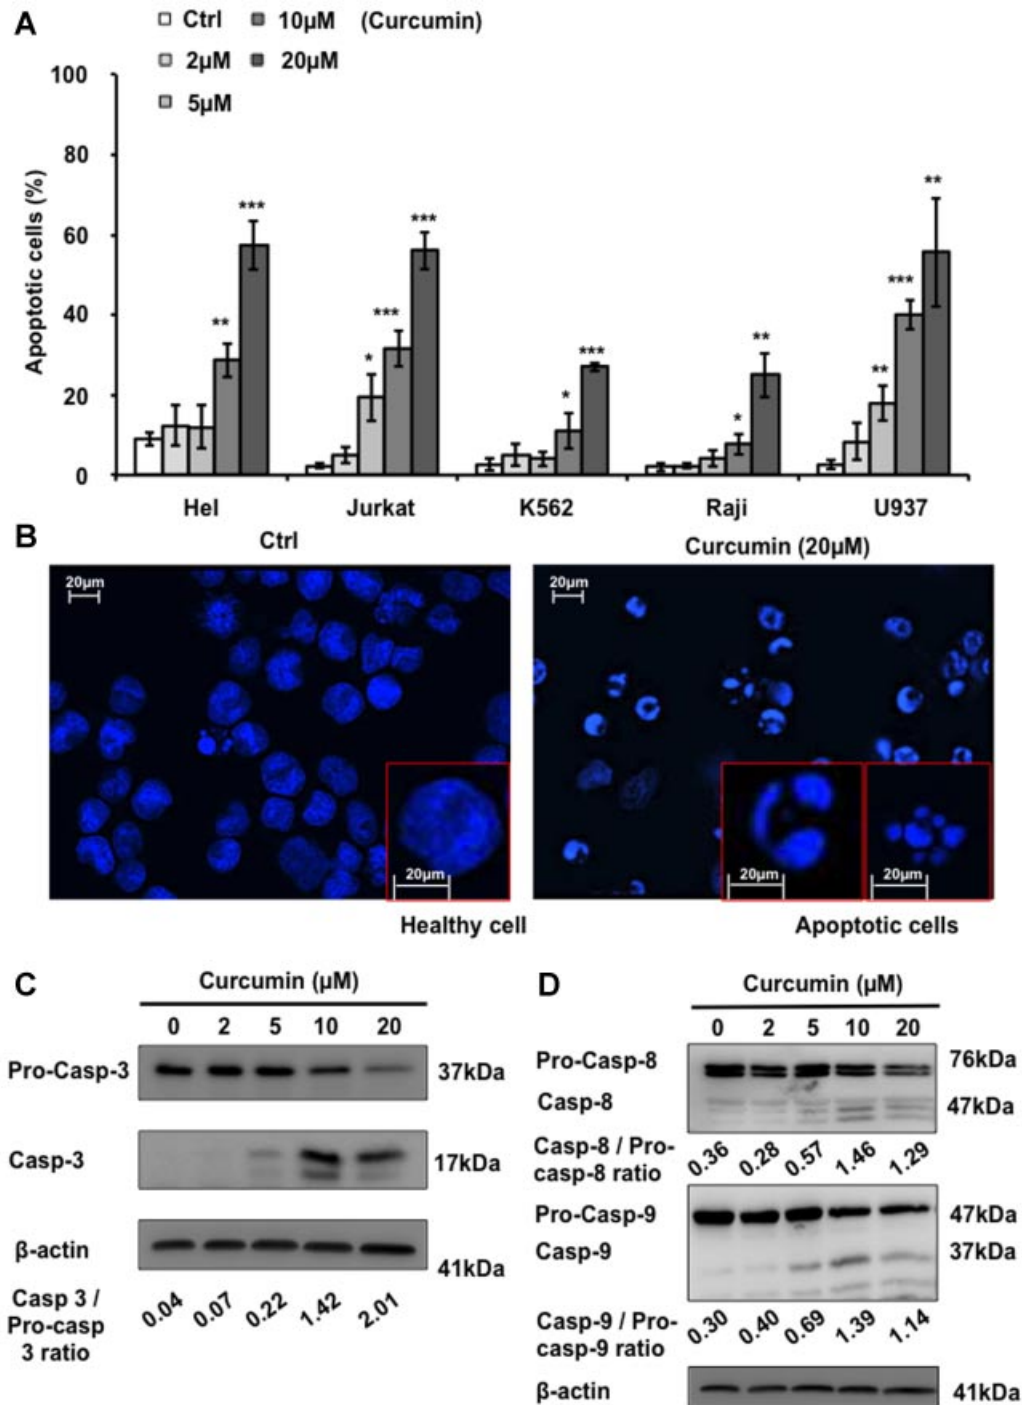 A
Ctrl 10µM (Curcumin)
2µM 20µM
5µM
Apoptotic cells (%)
100
80
60
40
20
0
** ***
* *** ***
* ***
* **
** *** **
Hel Jurkat K562 Raji U937
B
Ctrl Curcumin (20µM)
20µm 20µm
20µm 20µm 20µm
Healthy cell Apoptotic cells
C
Curcumin (µM)
0 2 5 10 20
Pro-Casp-3 37kDa
Casp-3 17kDa
β-actin 41kDa
Casp 3 /
Pro-casp
3 ratio
0.04 0.07 0.22 1.42 2.01
D
Curcumin (µM)
0 2 5 10 20
Pro-Casp-8 76kDa
Casp-8 47kDa
Casp-8 / Pro-
casp-8 ratio
0.36 0.28 0.57 1.46 1.29
Pro-Casp-9 47kDa
Casp-9 37kDa
Casp-9 / Pro-
casp-9 ratio
0.30 0.40 0.69 1.39 1.14
β-actin 41kDa